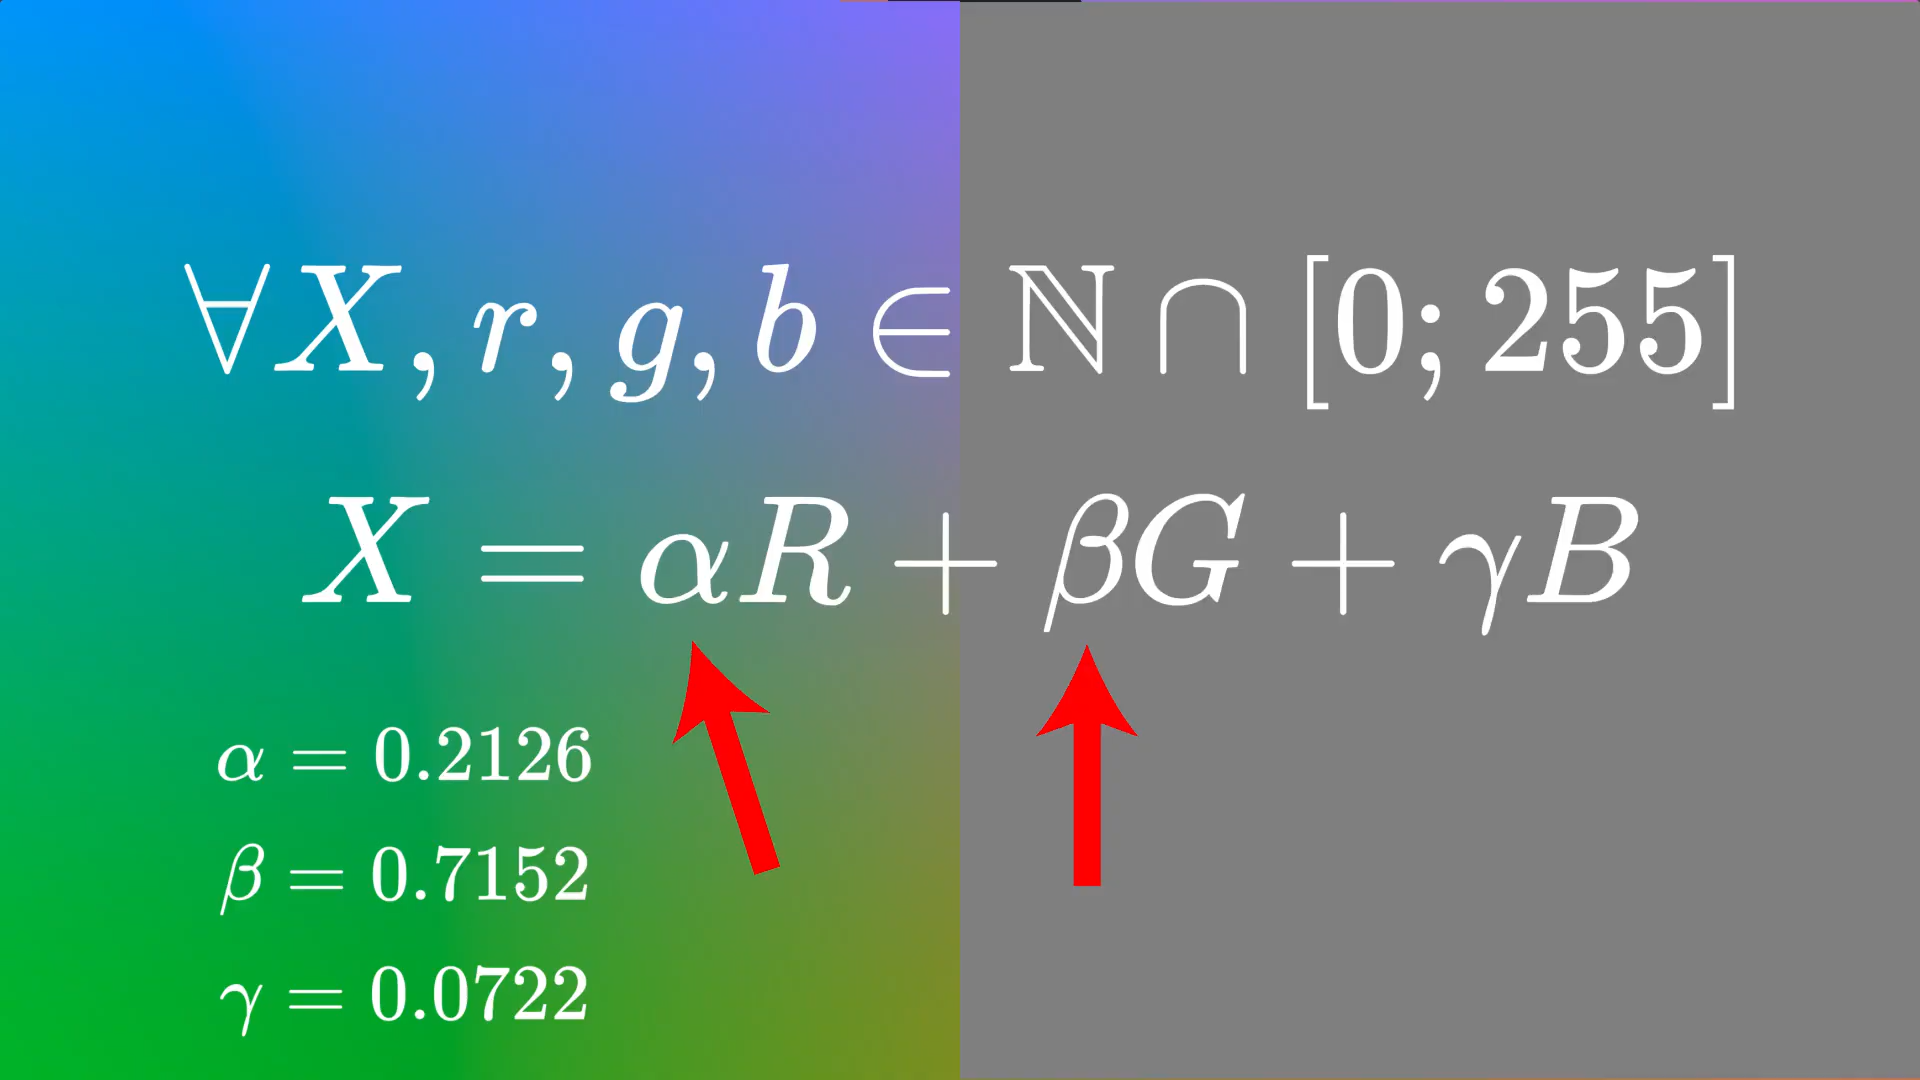 ∀X, r, g, b ∈ ℕ ∩ [0; 255]
X = αR + βG + γB
α = 0.2126
β = 0.7152
γ = 0.0722